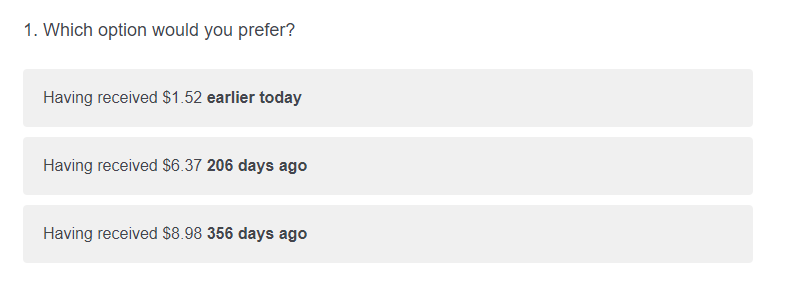 1. Which option would you prefer?
Having received $1.52 earlier today
Having received $6.37 206 days ago
Having received $8.98 356 days ago